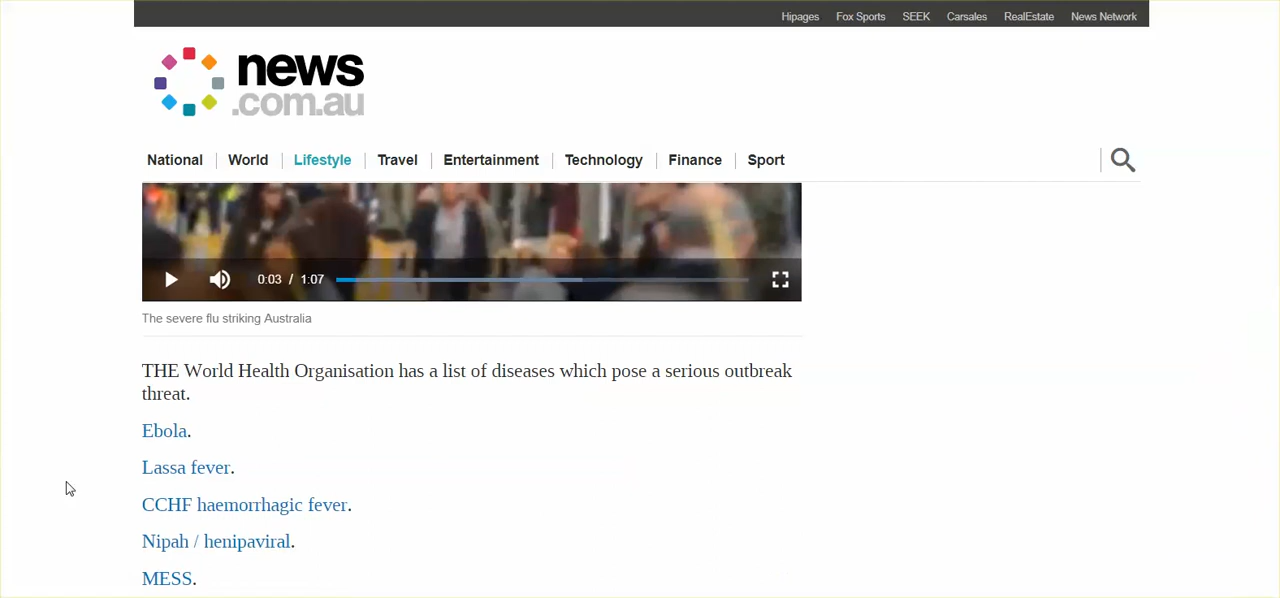 Hipages Fox Sports SEEK Carsales RealEstate News Network
news
.com.au
National World Lifestyle Travel Entertainment Technology Finance Sport
0:03 / 1:07
The severe flu striking Australia
THE World Health Organisation has a list of diseases which pose a serious outbreak
threat.
Ebola.
Lassa fever.
CCHF haemorrhagic fever.
Nipah / henipaviral.
MESS.